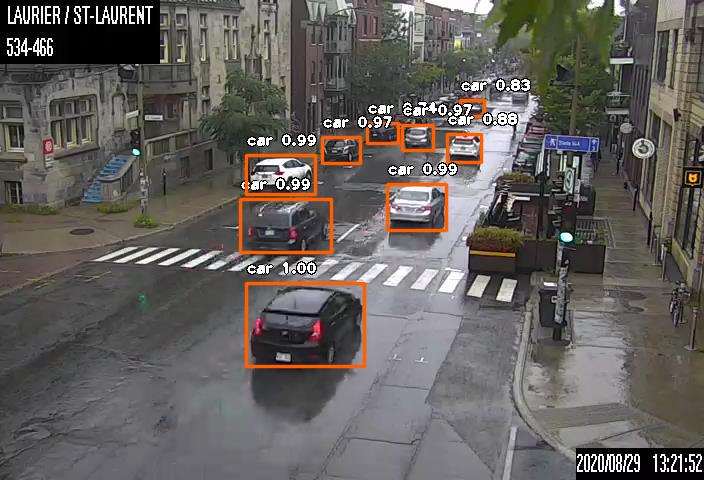 LAURIER / ST-LAURENT
534-466
car 0.83
car 0.74
car 0.97
car 0.97
car 0.88
car 0.99
car 0.99
car 0.99
car 1.00
2020/08/29 13:21:52